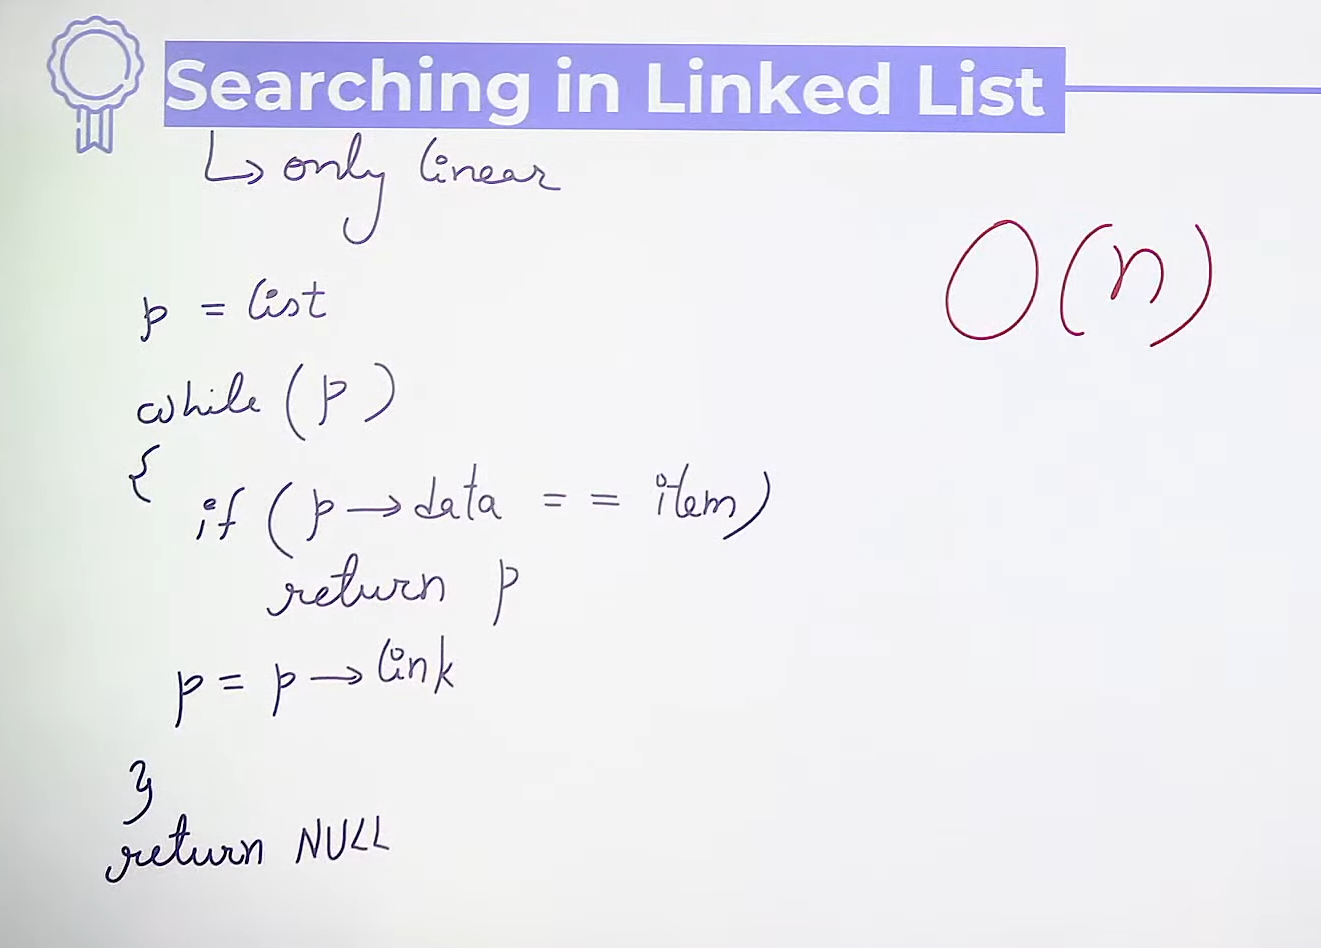 Searching in Linked List
↳ only linear
O(n)
p = list
while (p)
{
if (p → data == item)
return p
p = p → link
}
return NULL